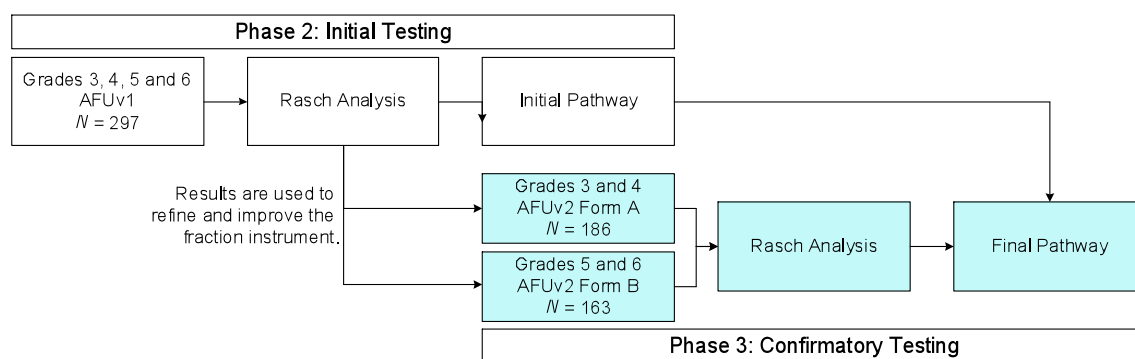 Phase 2: Initial Testing
Grades 3, 4, 5 and 6
AFUv1
N = 297
Rasch Analysis
Initial Pathway
Results are used to
refine and improve the
fraction instrument.
Grades 3 and 4
AFUv2 Form A
N = 186
Grades 5 and 6
AFUv2 Form B
N = 163
Rasch Analysis
Final Pathway
Phase 3: Confirmatory Testing